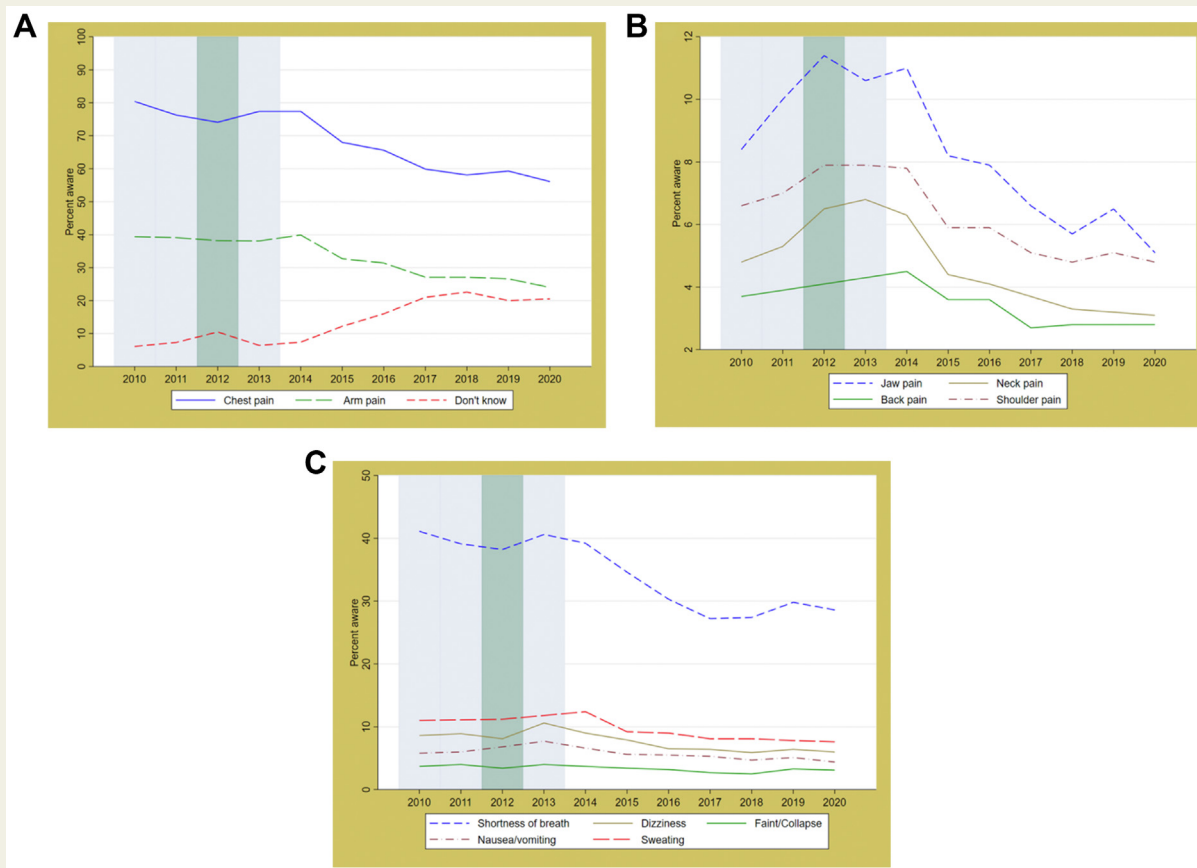 A
100
90
80
70
60
50
40
30
20
10
0
Percent aware
2010 2011 2012 2013 2014 2015 2016 2017 2018 2019 2020
Chest pain Arm pain Don't know
B
12
10
8
6
4
2
Percent aware
2010 2011 2012 2013 2014 2015 2016 2017 2018 2019 2020
Jaw pain Neck pain
Back pain Shoulder pain
C
50
40
30
20
10
0
Percent aware
2010 2011 2012 2013 2014 2015 2016 2017 2018 2019 2020
Shortness of breath Dizziness Faint/Collapse
Nausea/vomiting Sweating